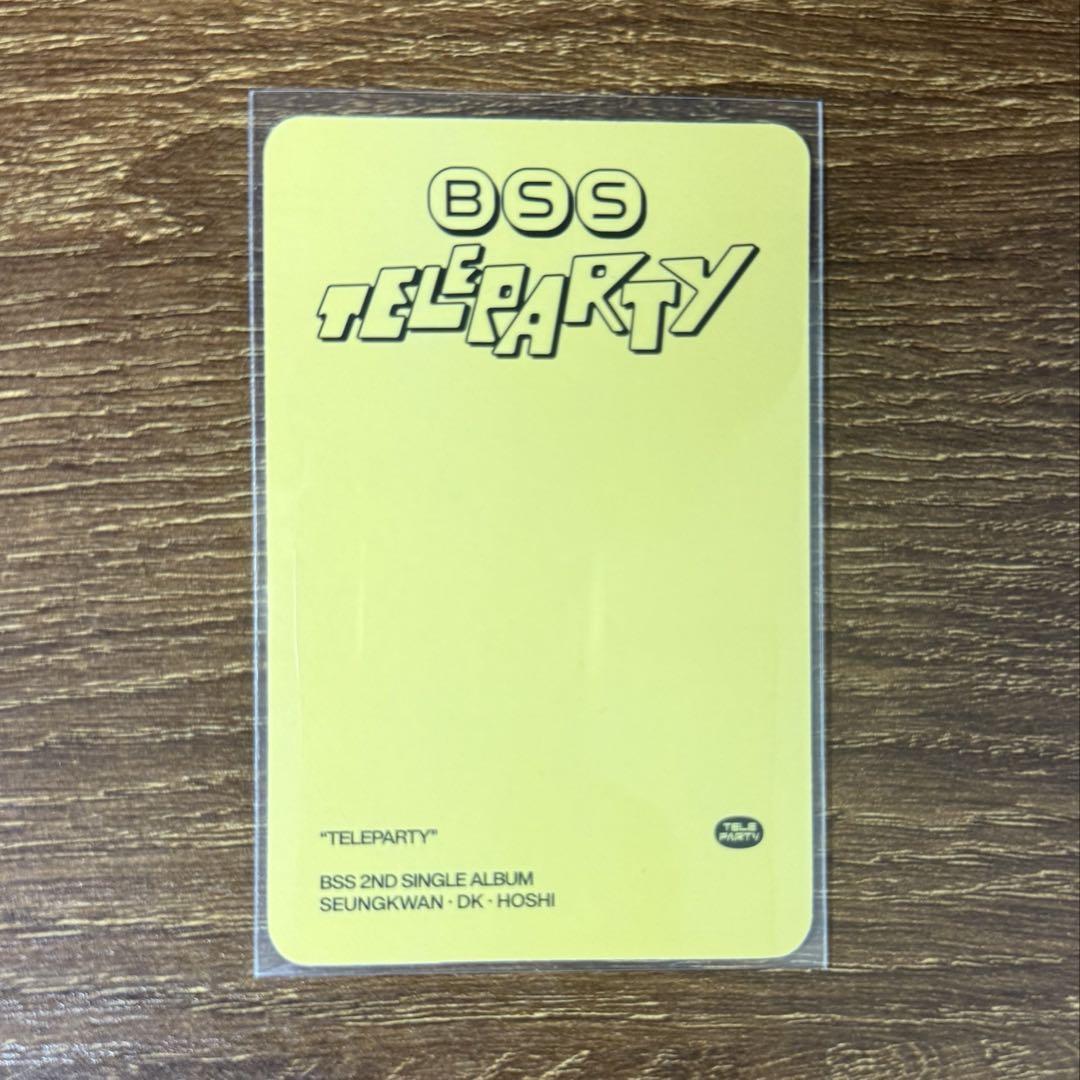 BSS
TELEPARTY
"TELEPARTY"
TELE
PARTY
BSS 2ND SINGLE ALBUM
SEUNGKWAN · DK · HOSHI